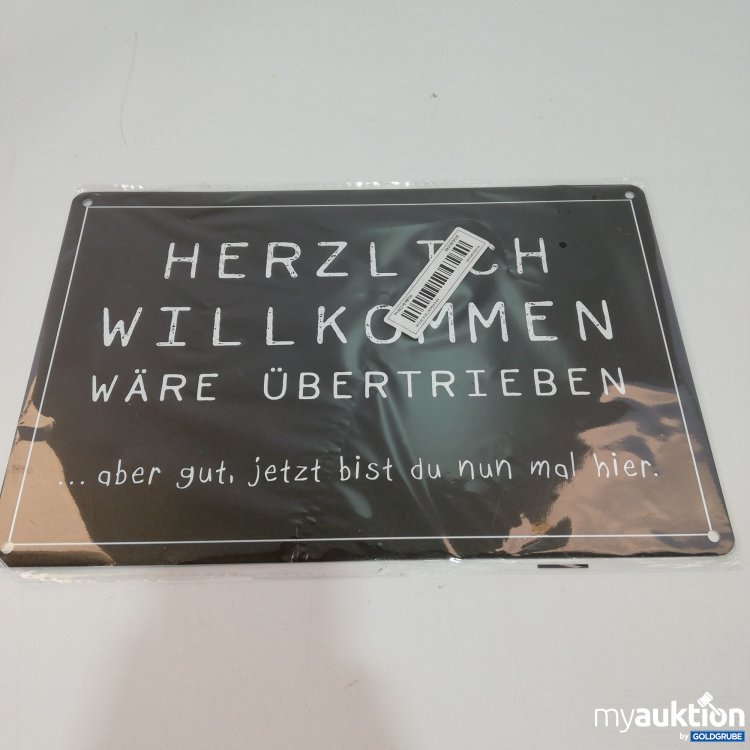 HERZLICH
WILLKOMMEN
WÄRE ÜBERTRIEBEN
... aber gut, jetzt bist du nun mal hier.
myauktion
by GOLDGRUBE